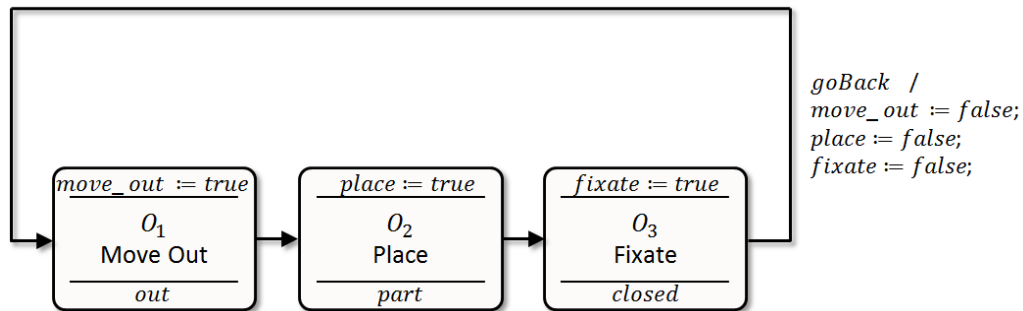 goBack /
move_out ≔ false;
place ≔ false;
fixate ≔ false;
move_out ≔ true
O₁
Move Out
out
place ≔ true
O₂
Place
part
fixate ≔ true
O₃
Fixate
closed